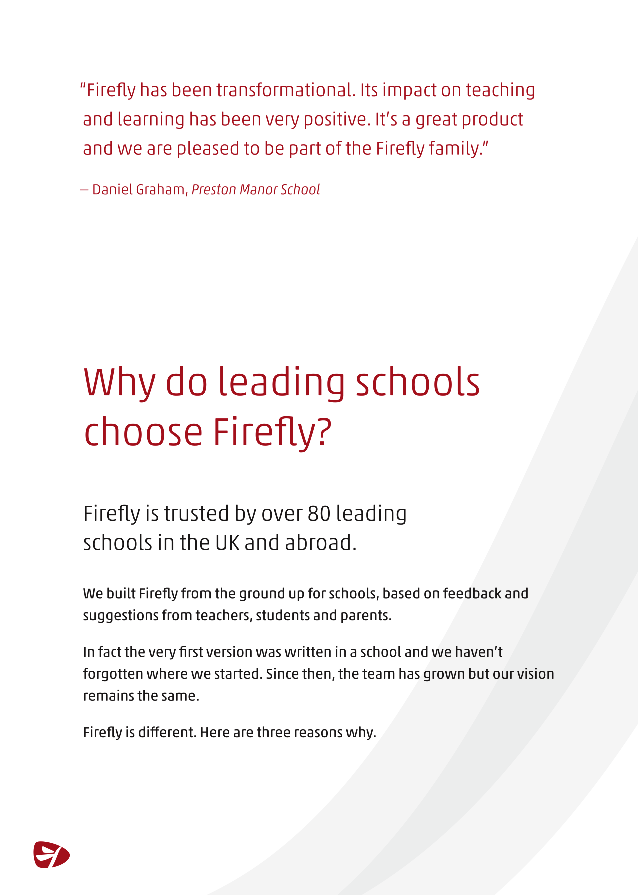 “Firefly has been transformational. Its impact on teaching
and learning has been very positive. It’s a great product
and we are pleased to be part of the Firefly family.”
– Daniel Graham, Preston Manor School
Why do leading schools
choose Firefly?
Firefly is trusted by over 80 leading
schools in the UK and abroad.
We built Firefly from the ground up for schools, based on feedback and
suggestions from teachers, students and parents.
In fact the very first version was written in a school and we haven’t
forgotten where we started. Since then, the team has grown but our vision
remains the same.
Firefly is different. Here are three reasons why.